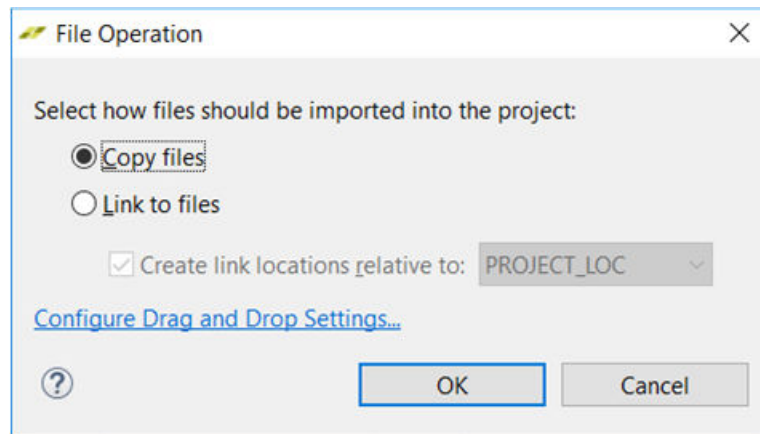 File Operation
Select how files should be imported into the project:
Copy files
Link to files
Create link locations relative to: PROJECT_LOC
Configure Drag and Drop Settings...
? OK Cancel